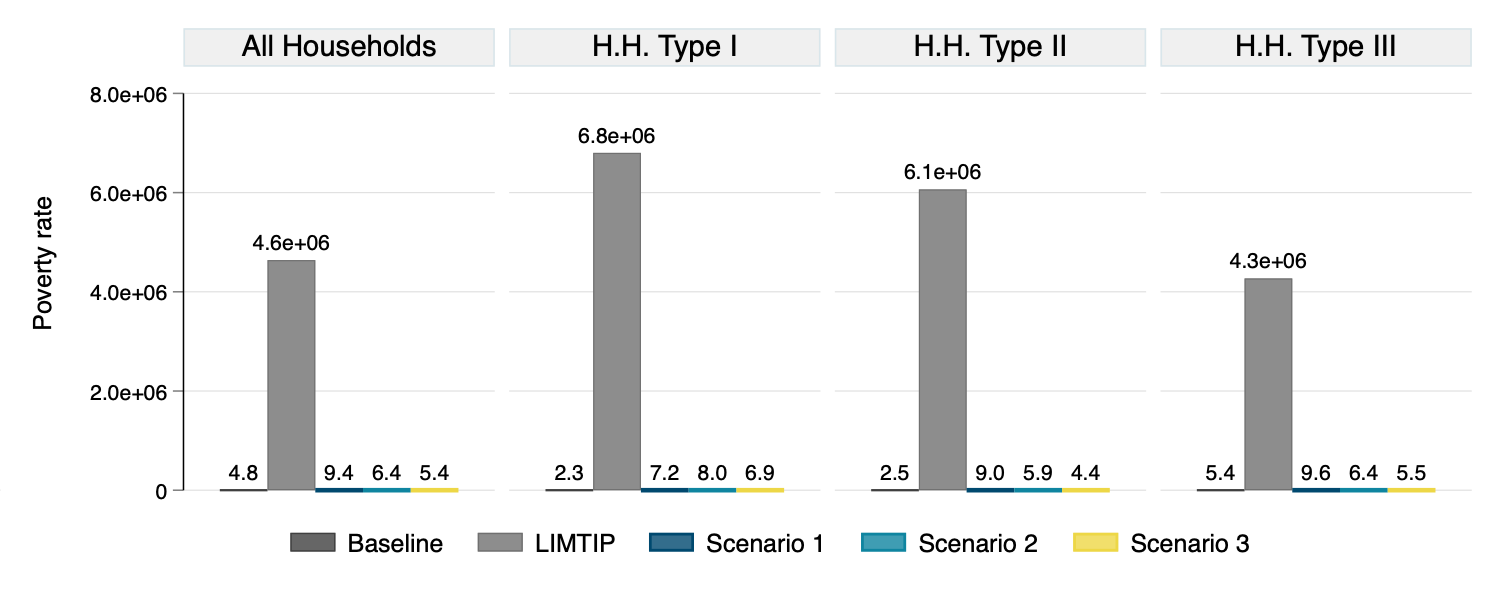 All Households H.H. Type I H.H. Type II H.H. Type III
8.0e+06
6.8e+06
6.1e+06
6.0e+06
4.6e+06
4.3e+06
4.0e+06
2.0e+06
Poverty rate
4.8 9.4 6.4 5.4 2.3 7.2 8.0 6.9 2.5 9.0 5.9 4.4 5.4 9.6 6.4 5.5
0
Baseline LIMTIP Scenario 1 Scenario 2 Scenario 3